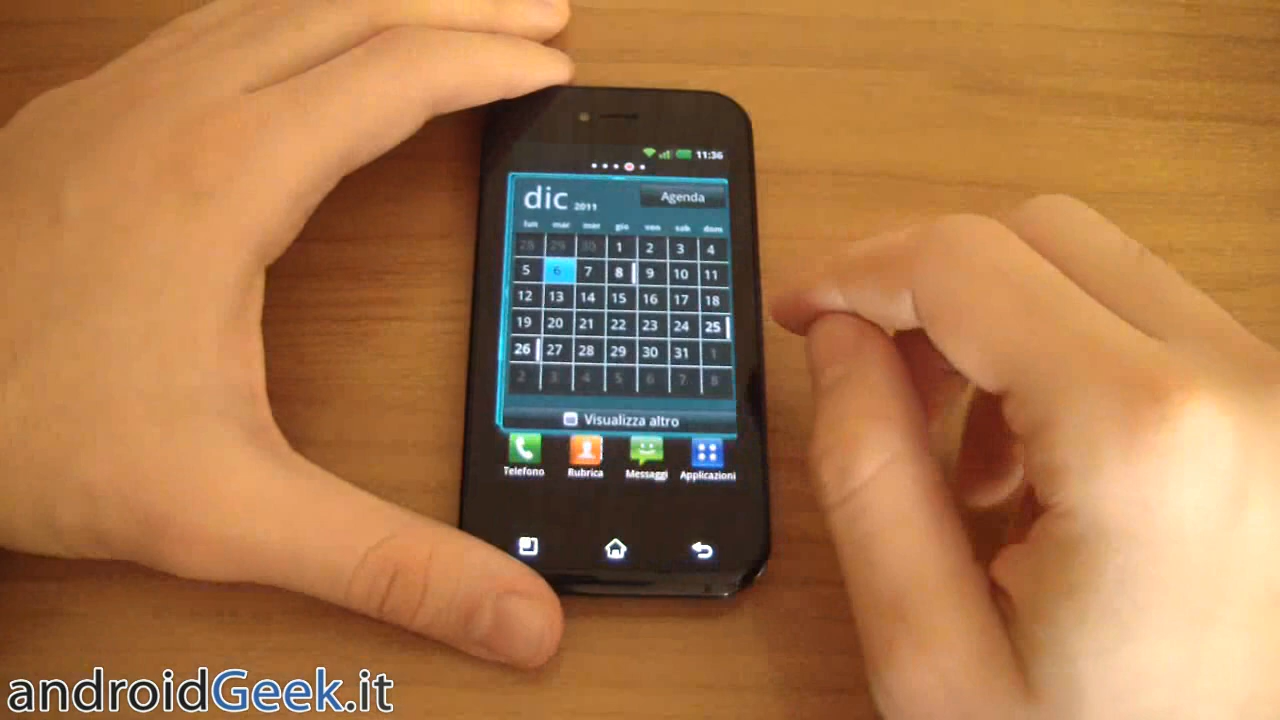 11:36
dic 2011
Agenda
lun mar mer gio ven sab dom
28 29 30 1 2 3 4
5 6 7 8 9 10 11
12 13 14 15 16 17 18
19 20 21 22 23 24 25
26 27 28 29 30 31 1
2 3 4 5 6 7 8
Visualizza altro
Telefono Rubrica Messaggi Applicazioni
androidGeek.it